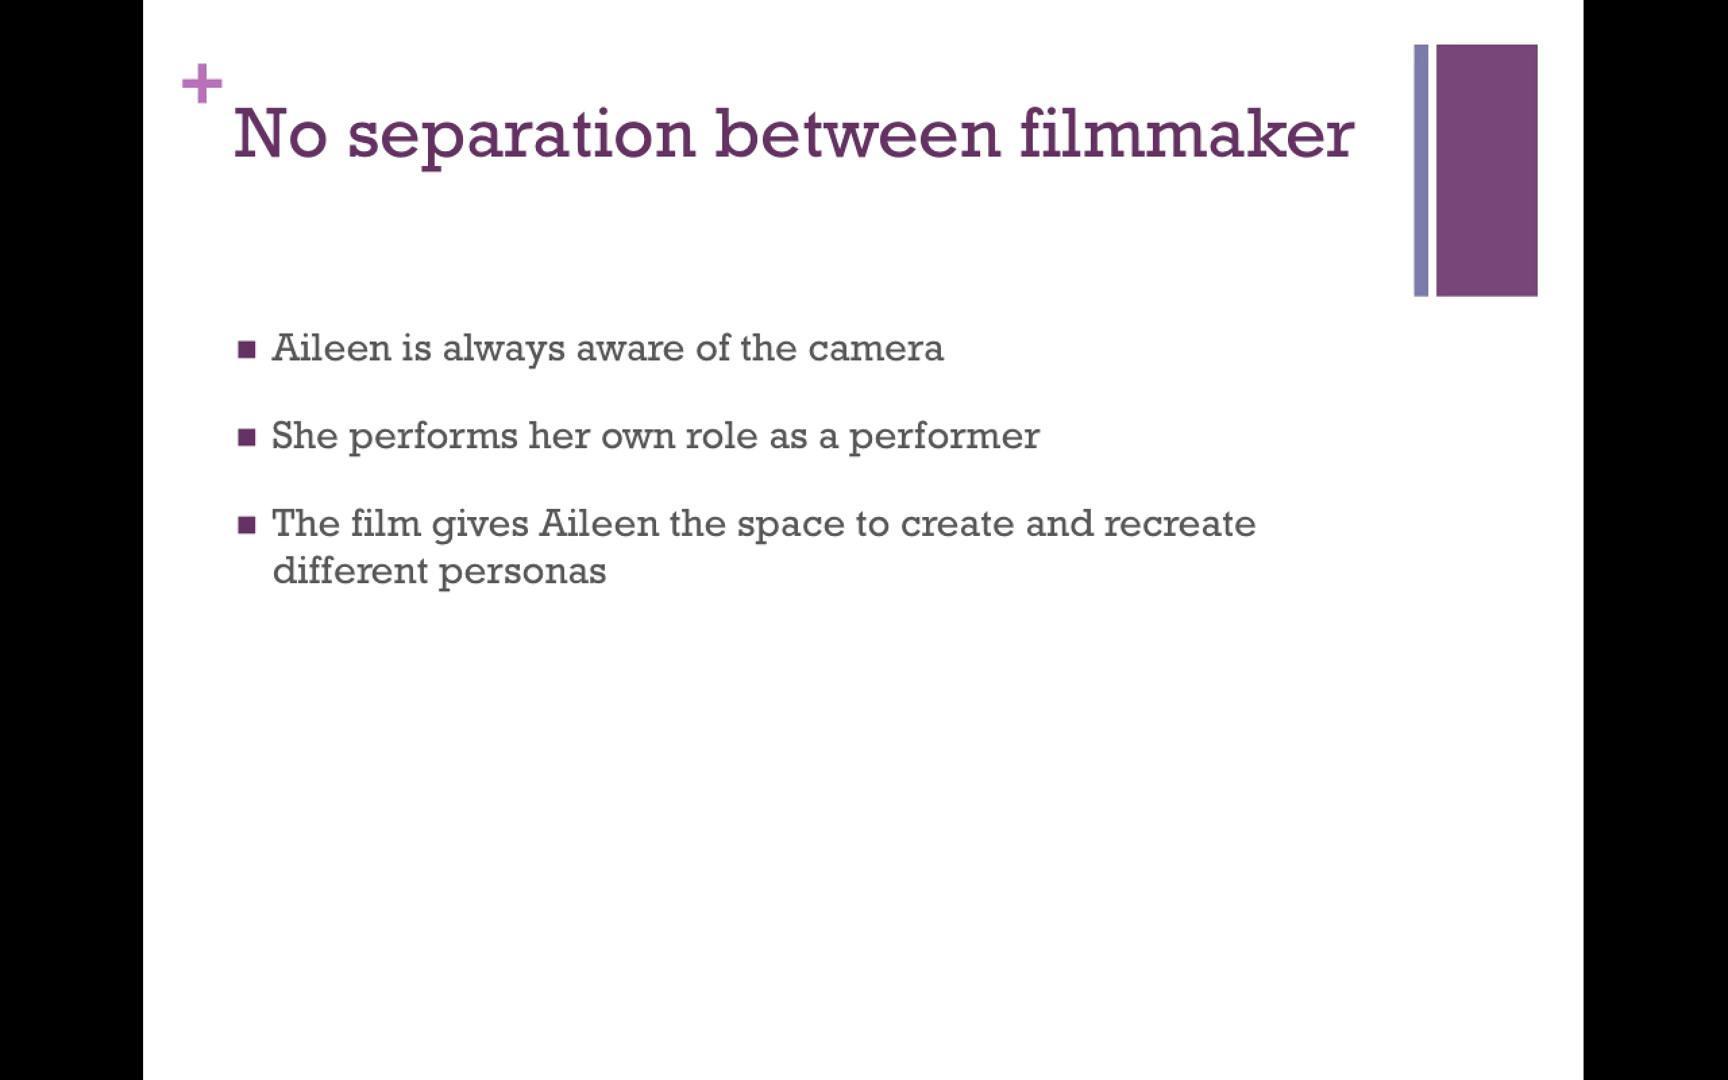 +
No separation between filmmaker
■ Aileen is always aware of the camera
■ She performs her own role as a performer
■ The film gives Aileen the space to create and recreate
different personas